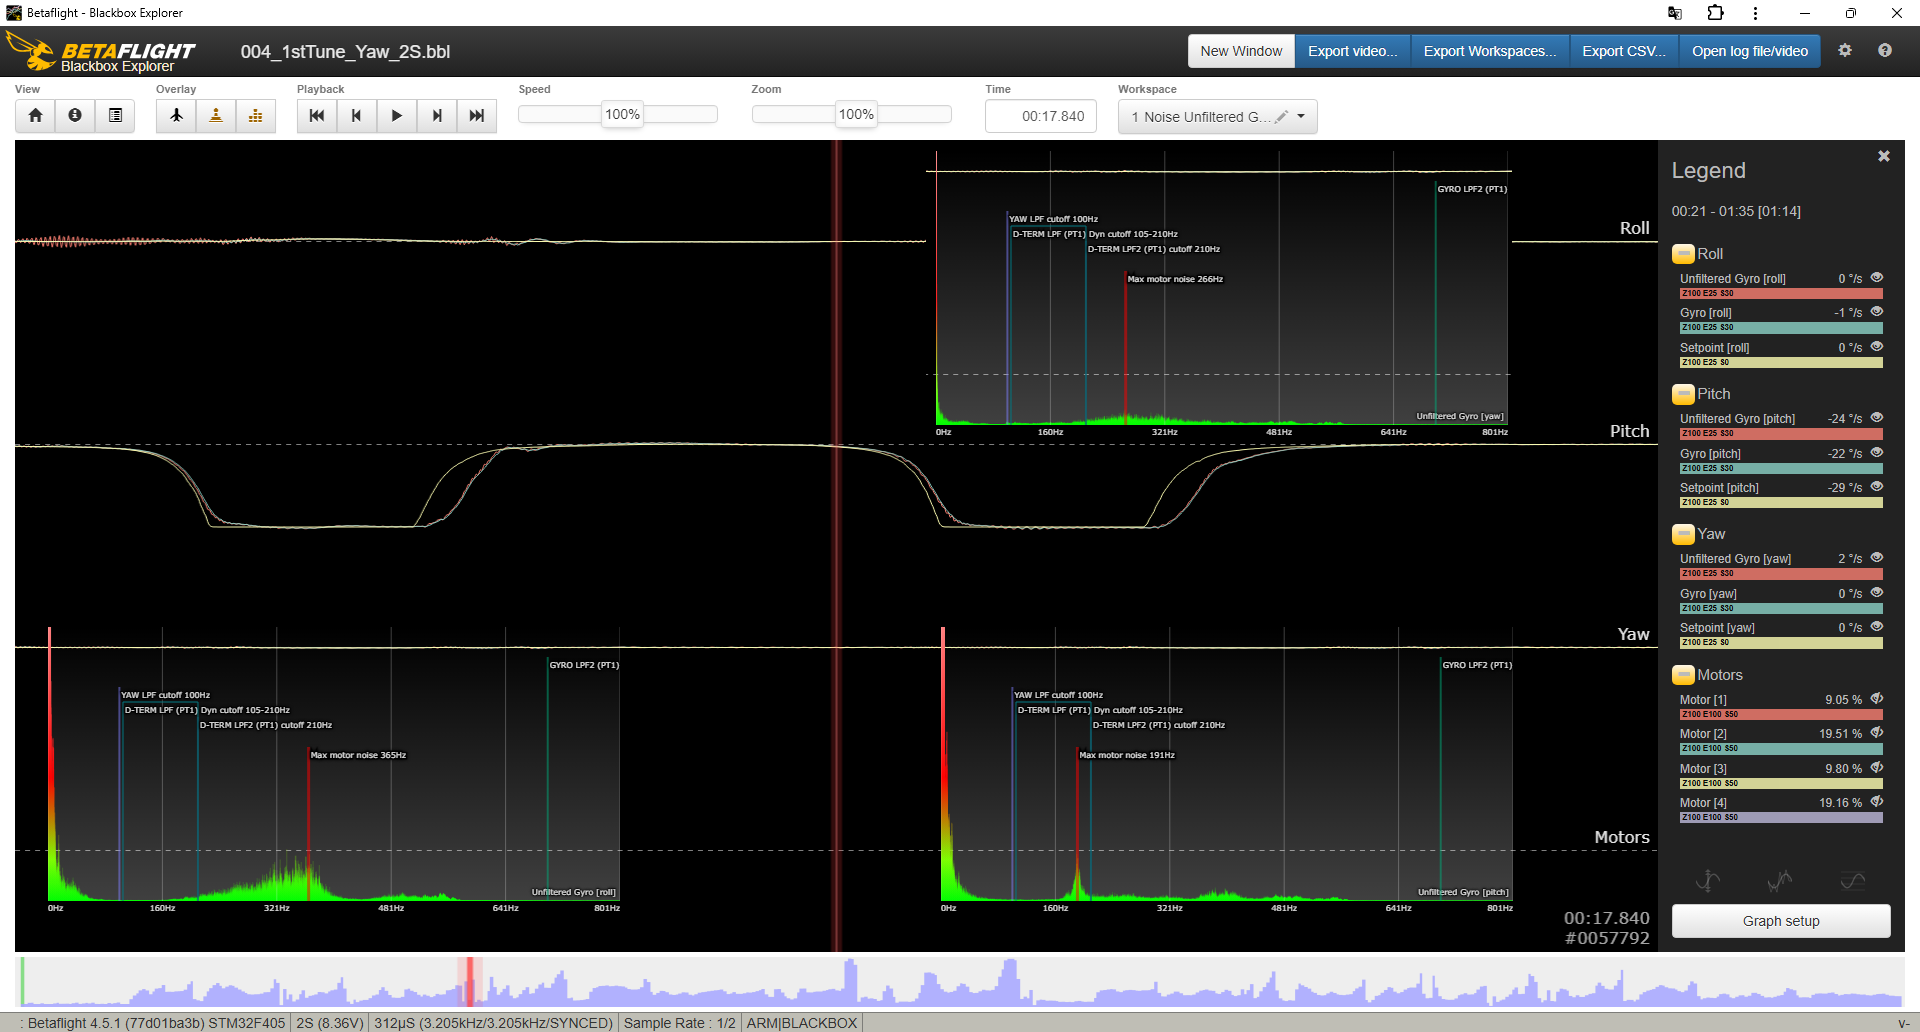 Betaflight - Blackbox Explorer
BETAFLIGHT
Blackbox Explorer
004_1stTune_Yaw_2S.bbl
New Window
Export video...
Export Workspaces...
Export CSV...
Open log file/video
View
Overlay
Playback
Speed
Zoom
Time
Workspace
100%
100%
00:17.840
1 Noise Unfiltered G...
GYRO LPF2 (PT1)
YAW LPF cutoff 100Hz
D-TERM LPF (PT1) Dyn cutoff 105-210Hz
D-TERM LPF2 (PT1) cutoff 210Hz
Max motor noise 266Hz
Unfiltered Gyro [yaw]
0Hz 160Hz 321Hz 481Hz 641Hz 801Hz
Roll
Pitch
Yaw
GYRO LPF2 (PT1)
YAW LPF cutoff 100Hz
D-TERM LPF (PT1) Dyn cutoff 105-210Hz
D-TERM LPF2 (PT1) cutoff 210Hz
Max motor noise 365Hz
Unfiltered Gyro [roll]
0Hz 160Hz 321Hz 481Hz 641Hz 801Hz
GYRO LPF2 (PT1)
YAW LPF cutoff 100Hz
D-TERM LPF (PT1) Dyn cutoff 105-210Hz
D-TERM LPF2 (PT1) cutoff 210Hz
Max motor noise 191Hz
Unfiltered Gyro [pitch]
0Hz 160Hz 321Hz 481Hz 641Hz 801Hz
Motors
00:17.840
#0057792
Legend
00:21 - 01:35 [01:14]
Roll
Unfiltered Gyro [roll] 0 °/s
Z100 E25 S30
Gyro [roll] -1 °/s
Z100 E25 S30
Setpoint [roll] 0 °/s
Z100 E25 S0
Pitch
Unfiltered Gyro [pitch] -24 °/s
Z100 E25 S30
Gyro [pitch] -22 °/s
Z100 E25 S30
Setpoint [pitch] -29 °/s
Z100 E25 S0
Yaw
Unfiltered Gyro [yaw] 2 °/s
Z100 E25 S30
Gyro [yaw] 0 °/s
Z100 E25 S30
Setpoint [yaw] 0 °/s
Z100 E25 S0
Motors
Motor [1] 9.05 %
Z100 E100 S50
Motor [2] 19.51 %
Z100 E100 S50
Motor [3] 9.80 %
Z100 E100 S50
Motor [4] 19.16 %
Z100 E100 S50
Graph setup
: Betaflight 4.5.1 (77d01ba3b) STM32F405 2S (8.36V) 312µS (3.205kHz/3.205kHz/SYNCED) Sample Rate : 1/2 ARM|BLACKBOX v-